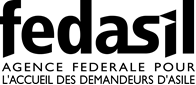 fedasil
AGENCE FEDERALE POUR
L'ACCUEIL DES DEMANDEURS D'ASILE